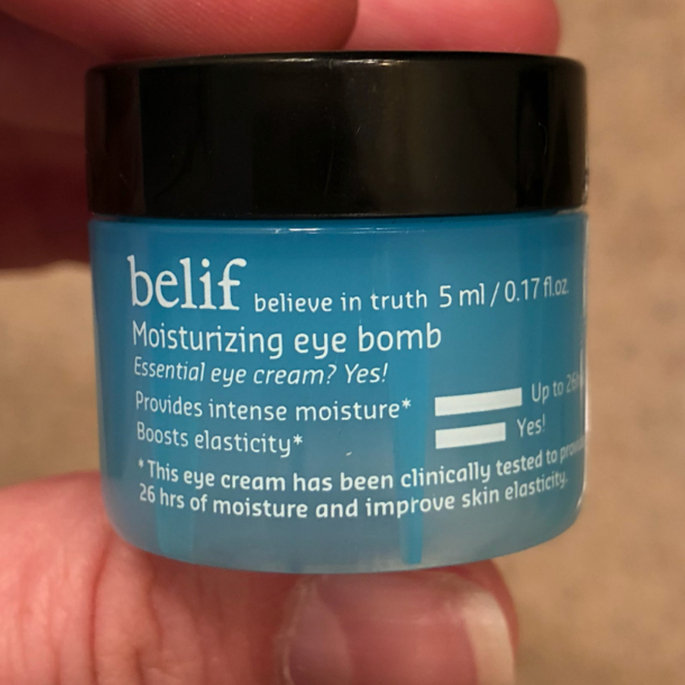 belif believe in truth 5 ml / 0.17 fl.oz.
Moisturizing eye bomb
Essential eye cream? Yes!
Provides intense moisture* Up to
Boosts elasticity* Yes!
*This eye cream has been clinically tested to
26 hrs of moisture and improve skin elasticity.